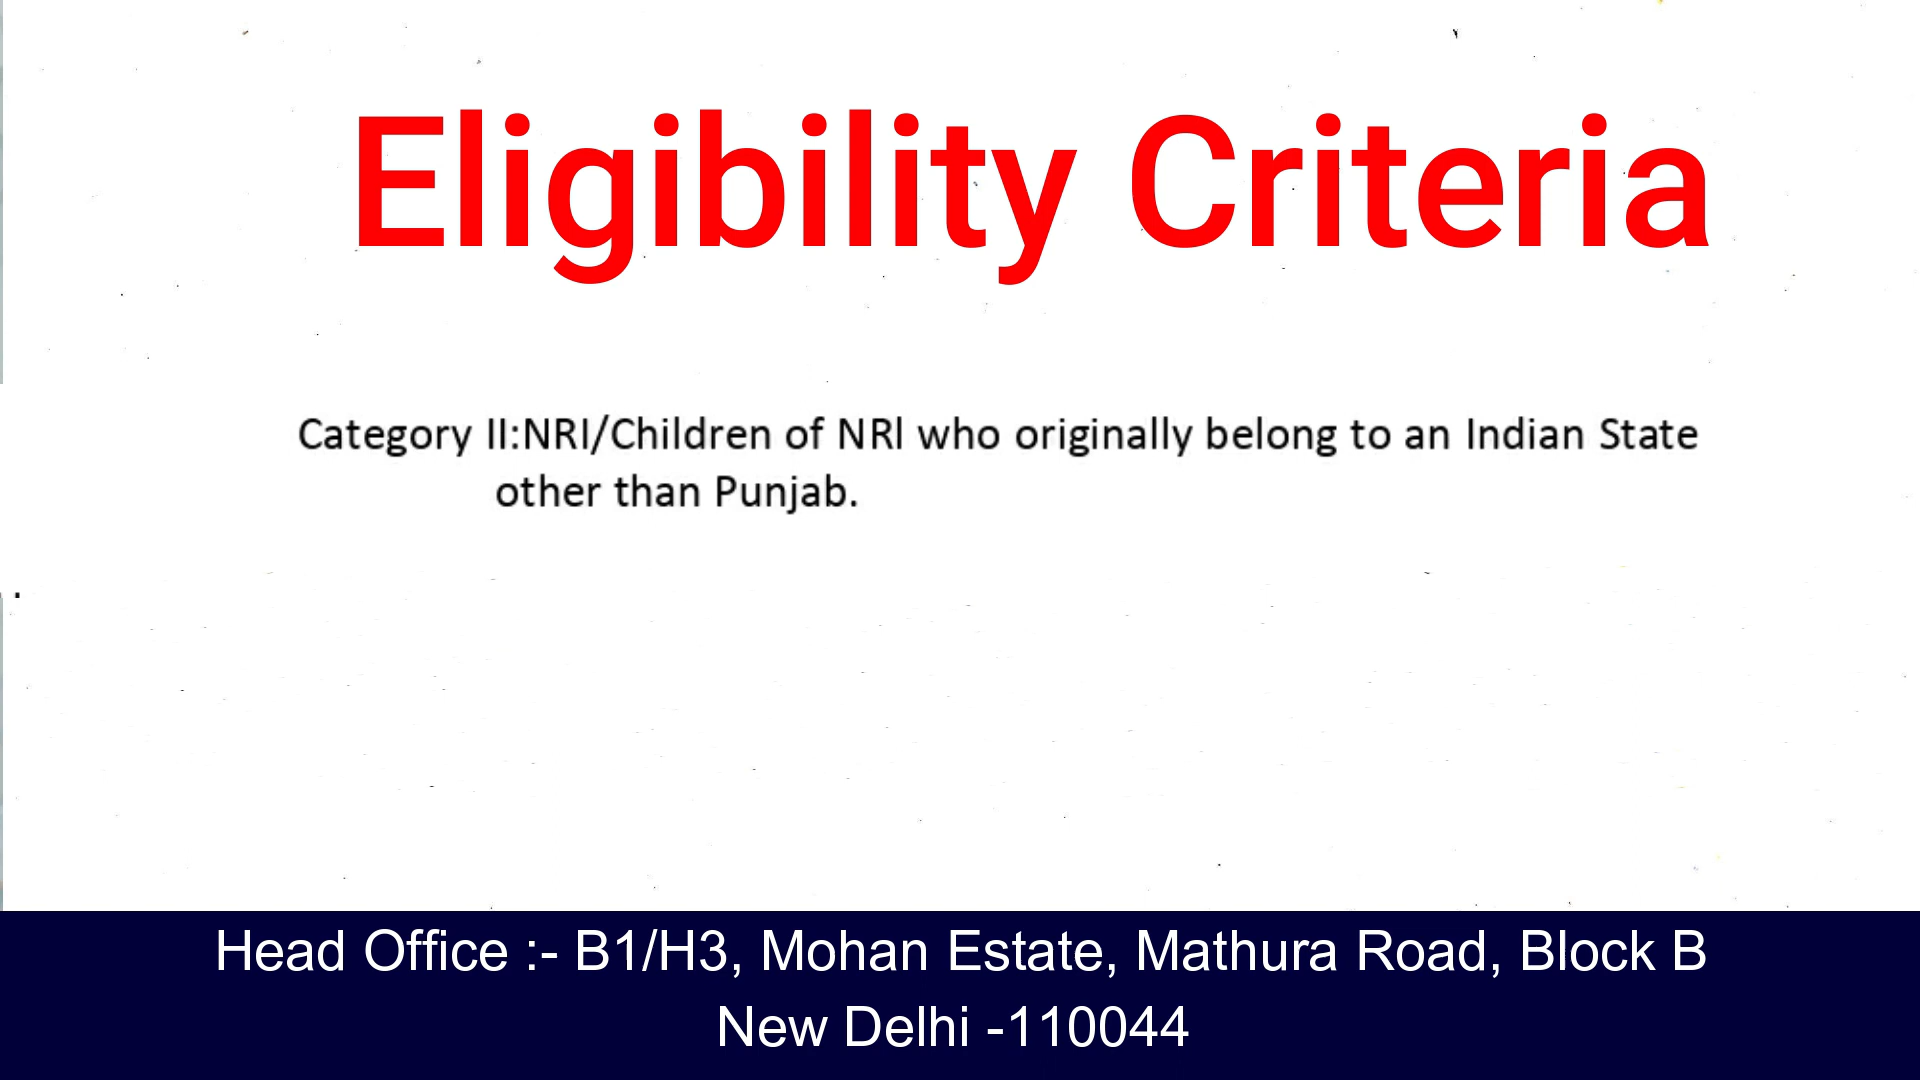 Eligibility Criteria
Category II:NRI/Children of NRl who originally belong to an Indian State
other than Punjab.
Head Office :- B1/H3, Mohan Estate, Mathura Road, Block B
New Delhi -110044